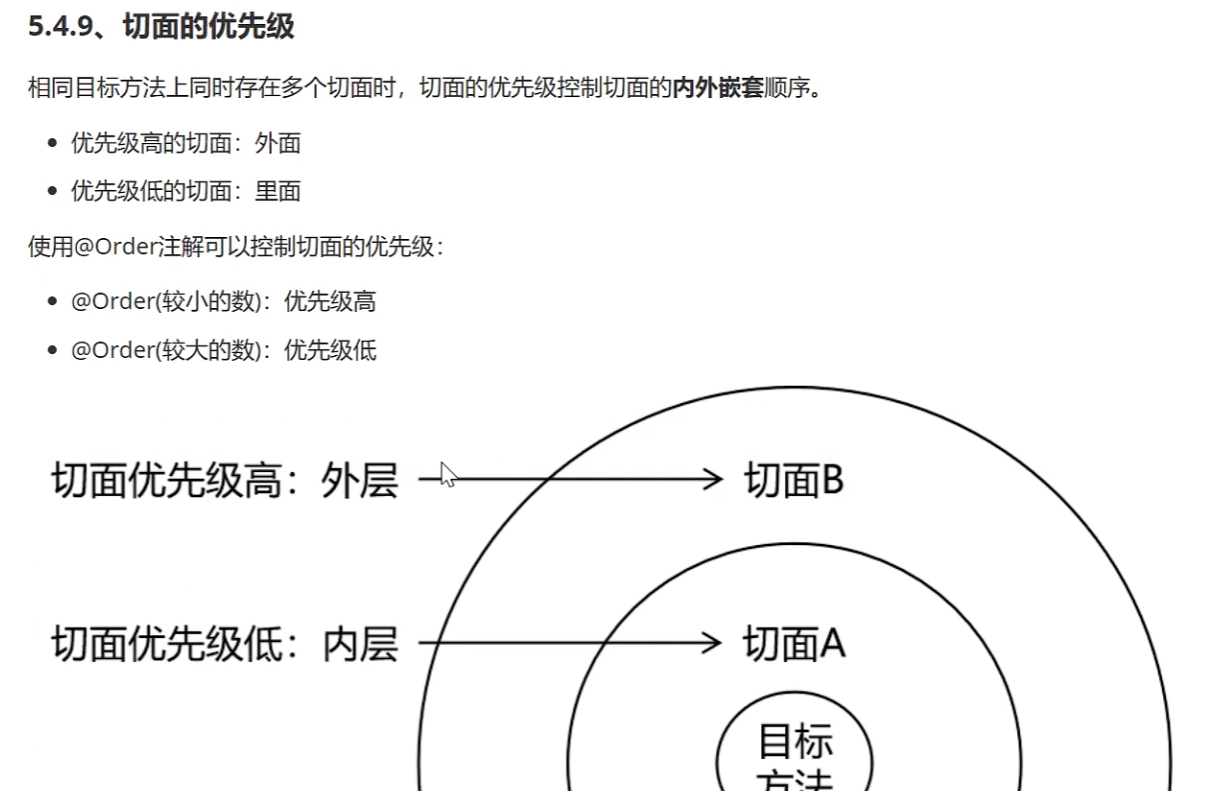 5.4.9、切面的优先级
相同目标方法上同时存在多个切面时，切面的优先级控制切面的内外嵌套顺序。
优先级高的切面：外面
优先级低的切面：里面
使用@Order注解可以控制切面的优先级：
@Order(较小的数)：优先级高
@Order(较大的数)：优先级低
切面优先级高：外层
切面B
切面优先级低：内层
切面A
目标
方法